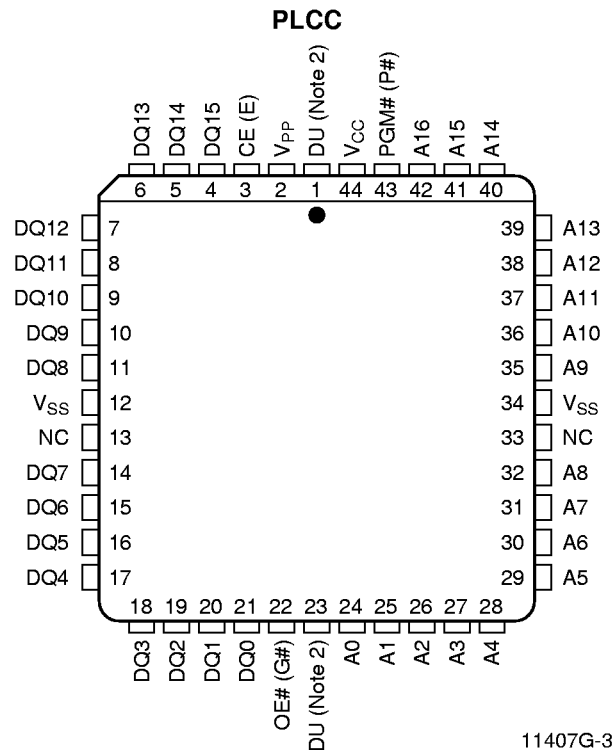 PLCC
DQ13
DQ14
DQ15
CE (E)
VPP
DU (Note 2)
VCC
PGM# (P#)
A16
A15
A14
6 5 4 3 2 1 44 43 42 41 40
DQ12 7 39 A13
DQ11 8 38 A12
DQ10 9 37 A11
DQ9 10 36 A10
DQ8 11 35 A9
VSS 12 34 VSS
NC 13 33 NC
DQ7 14 32 A8
DQ6 15 31 A7
DQ5 16 30 A6
DQ4 17 29 A5
18 19 20 21 22 23 24 25 26 27 28
DQ3
DQ2
DQ1
DQ0
OE# (G#)
DU (Note 2)
A0
A1
A2
A3
A4
11407G-3